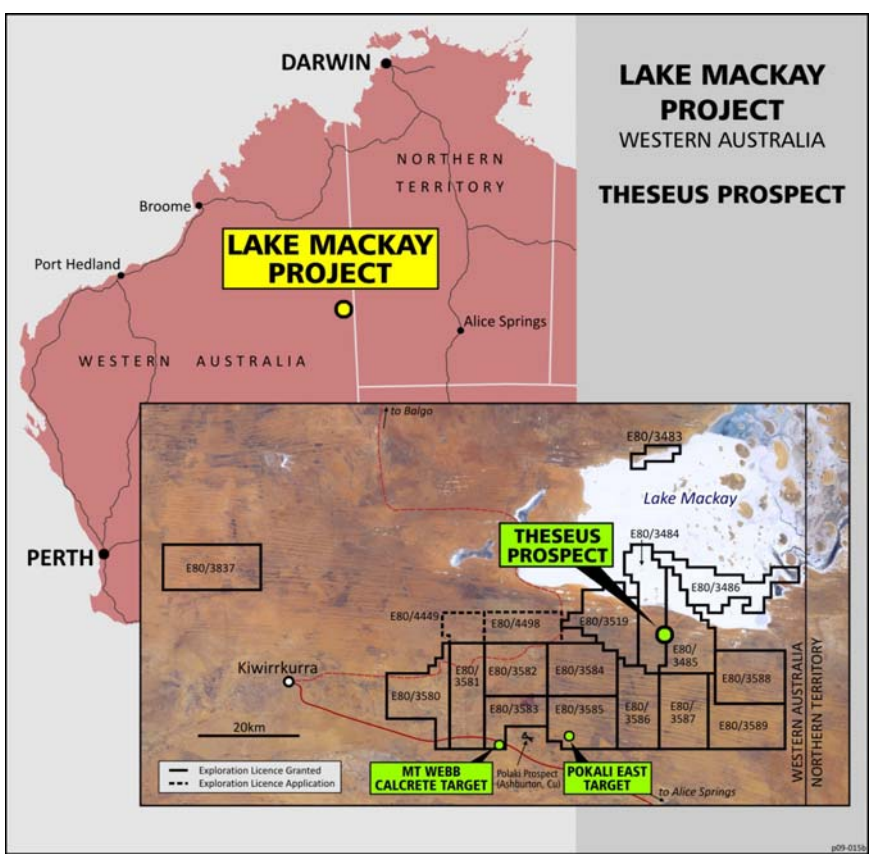 LAKE MACKAY
PROJECT
WESTERN AUSTRALIA
THESEUS PROSPECT
DARWIN
NORTHERN
TERRITORY
Broome
LAKE MACKAY
PROJECT
Port Hedland
Alice Springs
WESTERN AUSTRALIA
PERTH
to Balgo
E80/3483
Lake Mackay
THESEUS
PROSPECT
E80/3484
E80/3837
E80/3486
E80/4449
E80/4498
E80/3519
E80/
3485
Kiwirrkurra
E80/3580
E80/
3581
E80/3582
E80/3584
E80/3588
E80/3583
E80/3585
E80/
3586
E80/
3587
E80/3589
WESTERN AUSTRALIA
NORTHERN TERRITORY
20km
Exploration Licence Granted
Exploration Licence Application
MT WEBB
CALCRETE TARGET
Polaki Prospect
(Ashburton, Cu)
POKALI EAST
TARGET
to Alice Springs
p09-015b